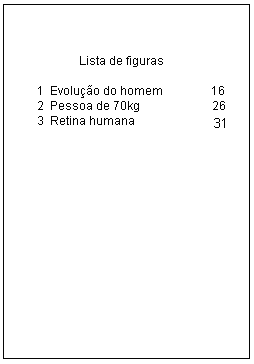 Lista de figuras
1 Evolução do homem 16
2 Pessoa de 70kg 26
3 Retina humana 31